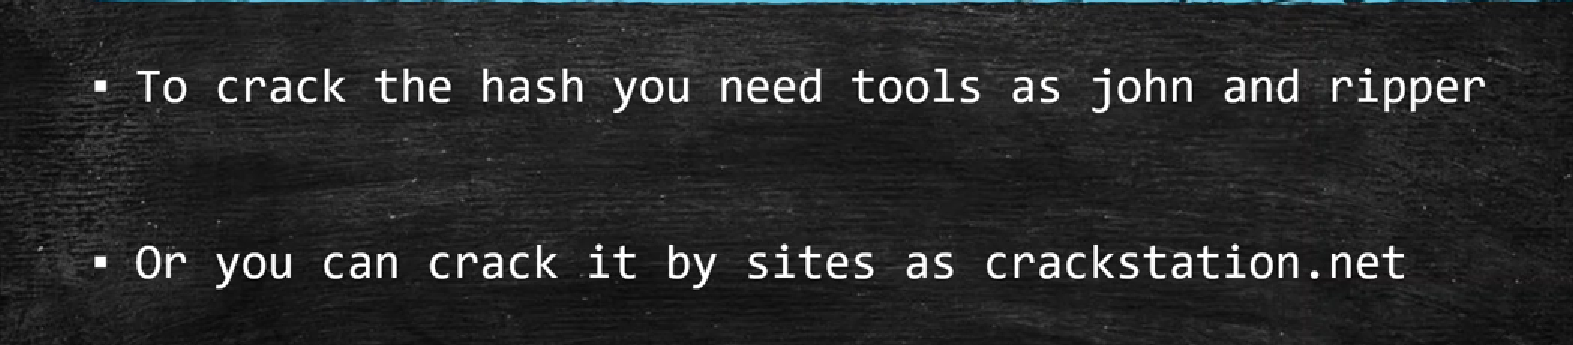 ▪ To crack the hash you need tools as john and ripper
▪ Or you can crack it by sites as crackstation.net